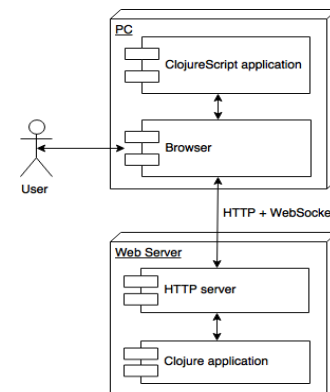 PC
ClojureScript application
Browser
User
HTTP + WebSocke
Web Server
HTTP server
Clojure application